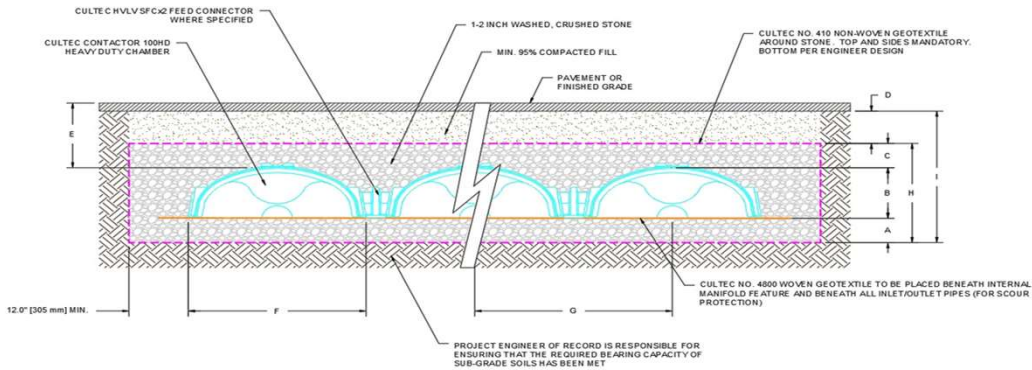 CULTEC HVLV SFCx2 FEED CONNECTOR
WHERE SPECIFIED
CULTEC CONTACTOR 100HD
HEAVY DUTY CHAMBER
1-2 INCH WASHED, CRUSHED STONE
MIN. 95% COMPACTED FILL
PAVEMENT OR
FINISHED GRADE
CULTEC NO. 410 NON-WOVEN GEOTEXTILE
AROUND STONE. TOP AND SIDES MANDATORY.
BOTTOM PER ENGINEER DESIGN
D
E
C
B
H
I
A
CULTEC NO. 4800 WOVEN GEOTEXTILE TO BE PLACED BENEATH INTERNAL
MANIFOLD FEATURE AND BENEATH ALL INLET/OUTLET PIPES (FOR SCOUR
PROTECTION)
12.0" [305 mm] MIN.
F
G
PROJECT ENGINEER OF RECORD IS RESPONSIBLE FOR
ENSURING THAT THE REQUIRED BEARING CAPACITY OF
SUB-GRADE SOILS HAS BEEN MET